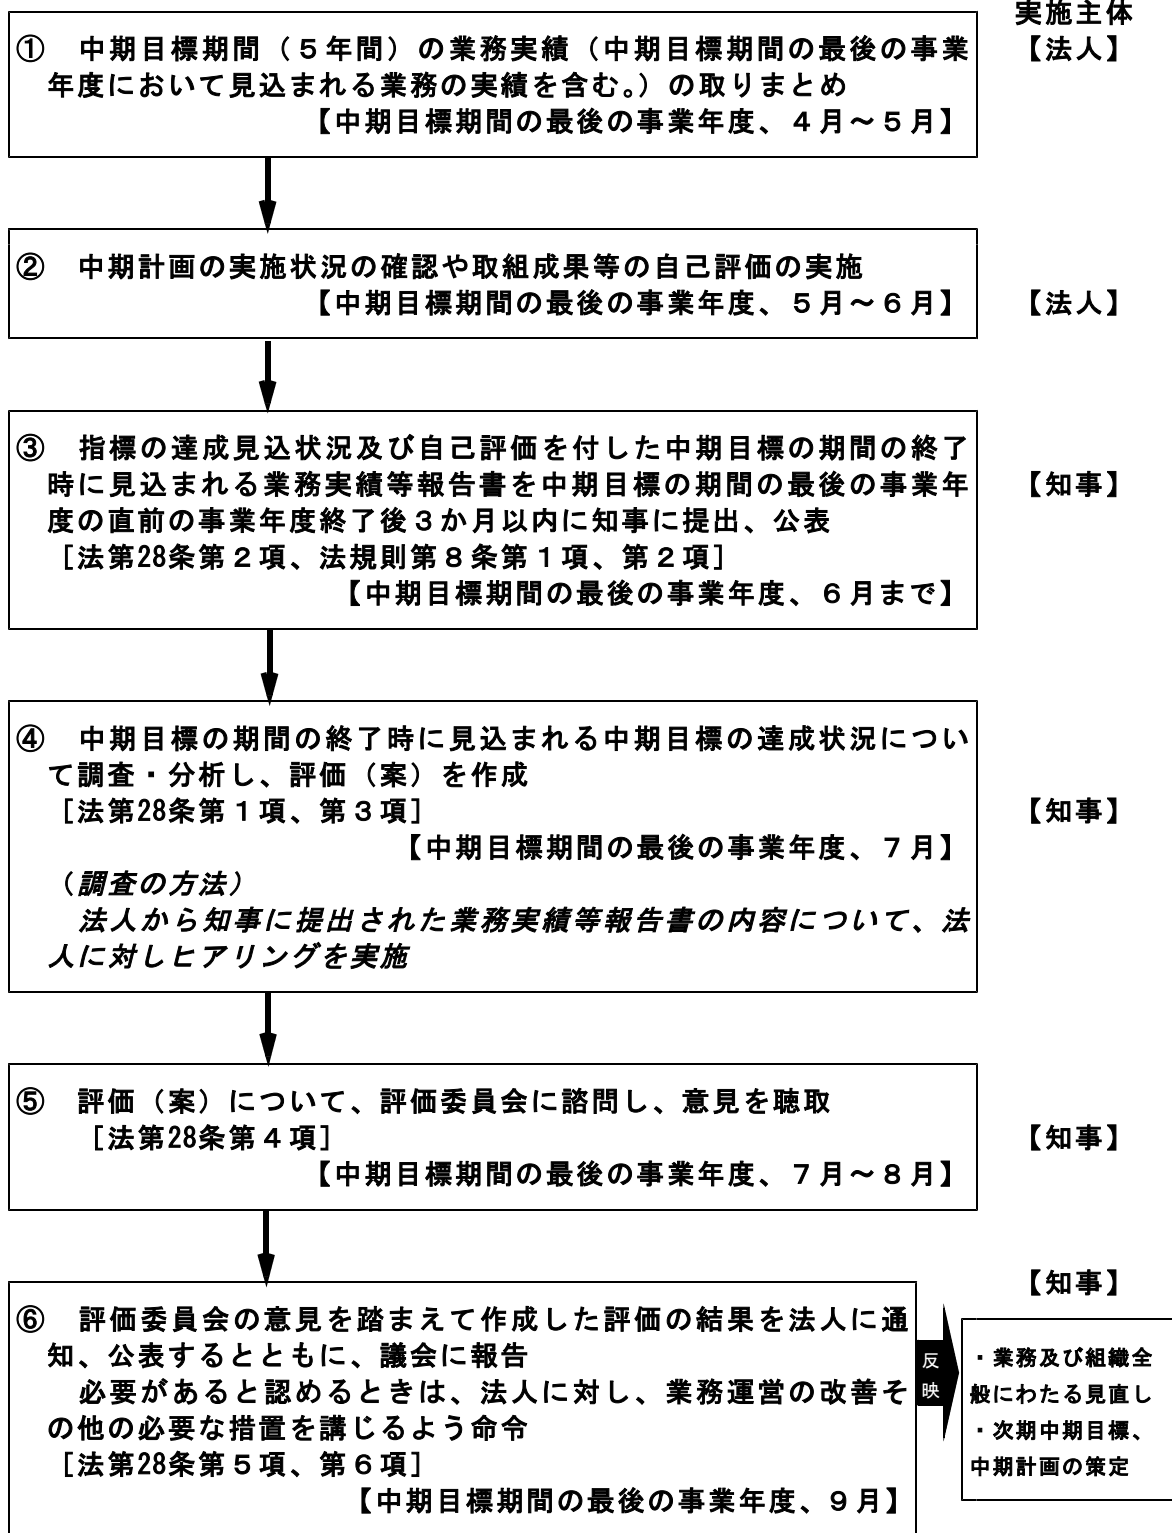 実施主体
①　中期目標期間（５年間）の業務実績（中期目標期間の最後の事業
【法人】
年度において見込まれる業務の実績を含む。）の取りまとめ
【中期目標期間の最後の事業年度、４月～５月】
②　中期計画の実施状況の確認や取組成果等の自己評価の実施
【中期目標期間の最後の事業年度、５月～６月】
【法人】
③　指標の達成見込状況及び自己評価を付した中期目標の期間の終了
時に見込まれる業務実績等報告書を中期目標の期間の最後の事業年
【知事】
度の直前の事業年度終了後３か月以内に知事に提出、公表
［法第28条第２項、法規則第８条第１項、第２項］
【中期目標期間の最後の事業年度、６月まで】
④　中期目標の期間の終了時に見込まれる中期目標の達成状況につい
て調査・分析し、評価（案）を作成
［法第28条第１項、第３項］
【知事】
【中期目標期間の最後の事業年度、７月】
（調査の方法）
法人から知事に提出された業務実績等報告書の内容について、法
人に対しヒアリングを実施
⑤　評価（案）について、評価委員会に諮問し、意見を聴取
［法第28条第４項］
【知事】
【中期目標期間の最後の事業年度、７月～８月】
【知事】
⑥　評価委員会の意見を踏まえて作成した評価の結果を法人に通
知、公表するとともに、議会に報告
必要があると認めるときは、法人に対し、業務運営の改善そ
の他の必要な措置を講じるよう命令
［法第28条第５項、第６項］
【中期目標期間の最後の事業年度、９月】
反
映
・業務及び組織全
般にわたる見直し
・次期中期目標、
中期計画の策定